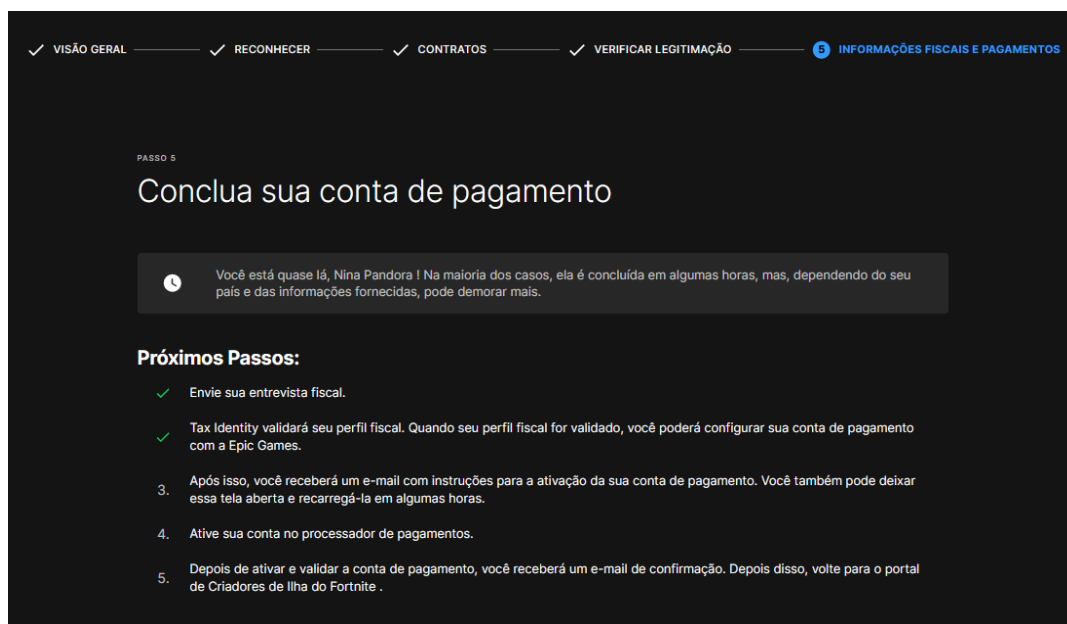 VISÃO GERAL RECONHECER CONTRATOS VERIFICAR LEGITIMAÇÃO 5 INFORMAÇÕES FISCAIS E PAGAMENTOS
PASSO 5
Conclua sua conta de pagamento
Você está quase lá, Nina Pandora ! Na maioria dos casos, ela é concluída em algumas horas, mas, dependendo do seu
país e das informações fornecidas, pode demorar mais.
Próximos Passos:
Envie sua entrevista fiscal.
Tax Identity validará seu perfil fiscal. Quando seu perfil fiscal for validado, você poderá configurar sua conta de pagamento
com a Epic Games.
3. Após isso, você receberá um e-mail com instruções para a ativação da sua conta de pagamento. Você também pode deixar
essa tela aberta e recarregá-la em algumas horas.
4. Ative sua conta no processador de pagamentos.
5. Depois de ativar e validar a conta de pagamento, você receberá um e-mail de confirmação. Depois disso, volte para o portal
de Criadores de Ilha do Fortnite .